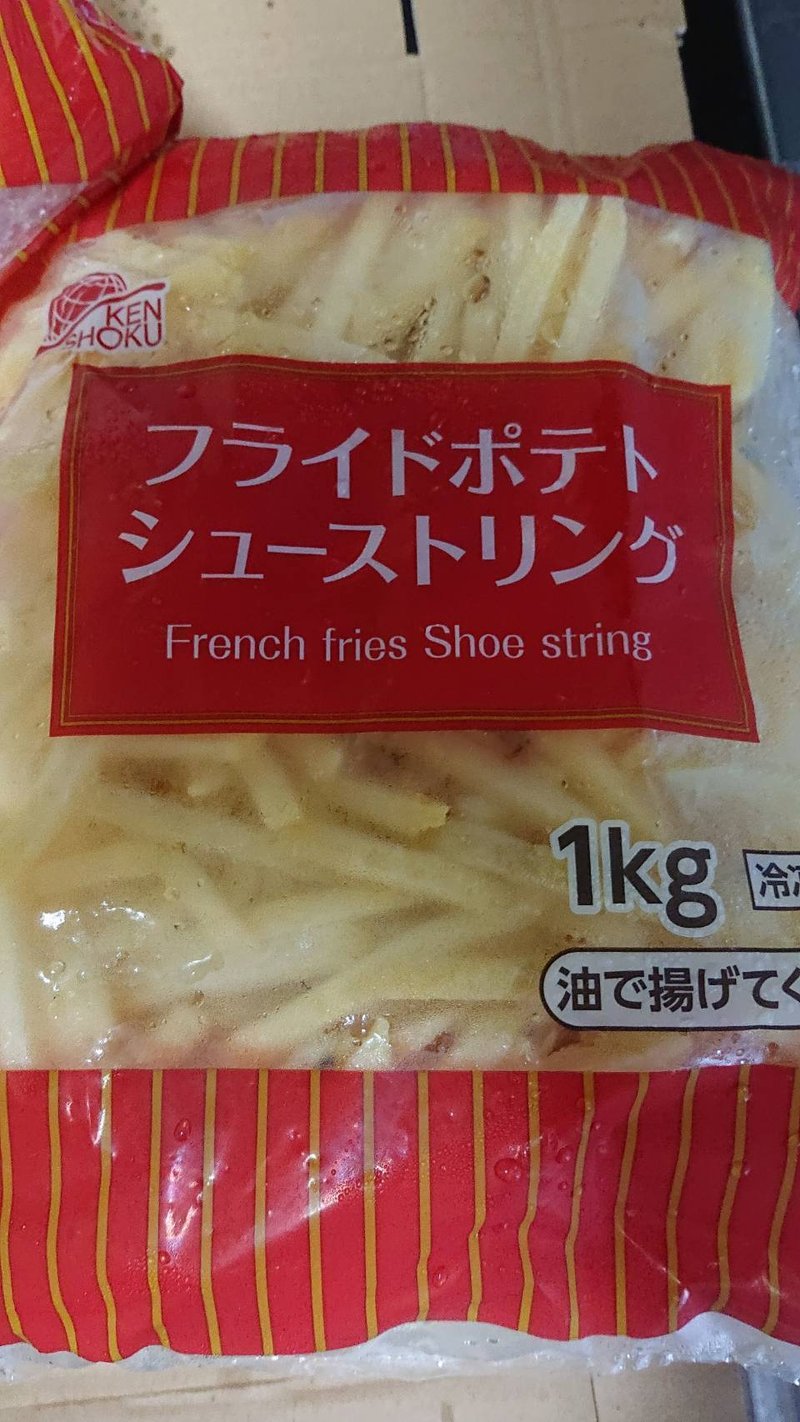 KEN
SHOKU
フライドポテト
シューストリング
French fries Shoe string
1kg
冷凍
油で揚げてく